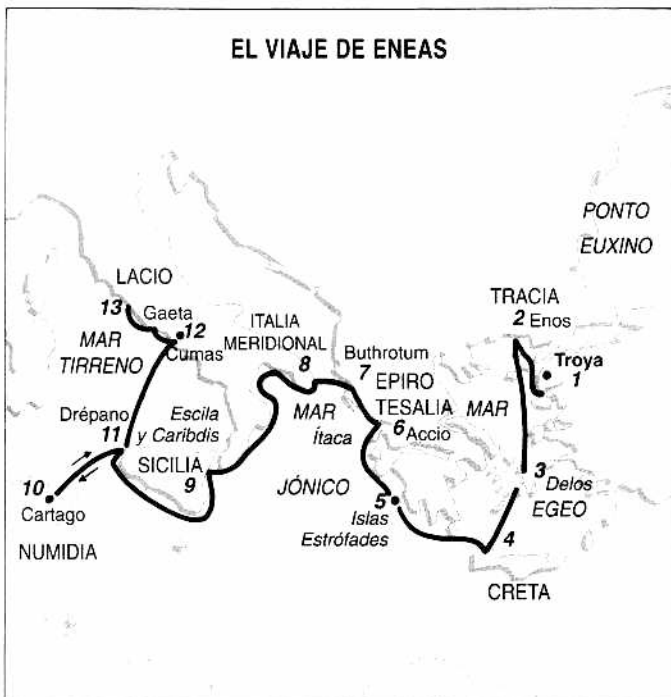 EL VIAJE DE ENEAS
PONTO
EUXINO
LACIO
13 Gaeta
12
Cumas
MAR
TIRRENO
ITALIA
MERIDIONAL
8
TRACIA
2 Enos
Troya
1
Buthrotum
7
EPIRO
TESALIA
6 Accio
MAR
EGEO
Drépano
11
Escila
y Caribdis
SICILIA
9
MAR
JÓNICO
Ítaca
3
Delos
10
Cartago
NUMIDIA
5
Islas
Estrófades
4
CRETA